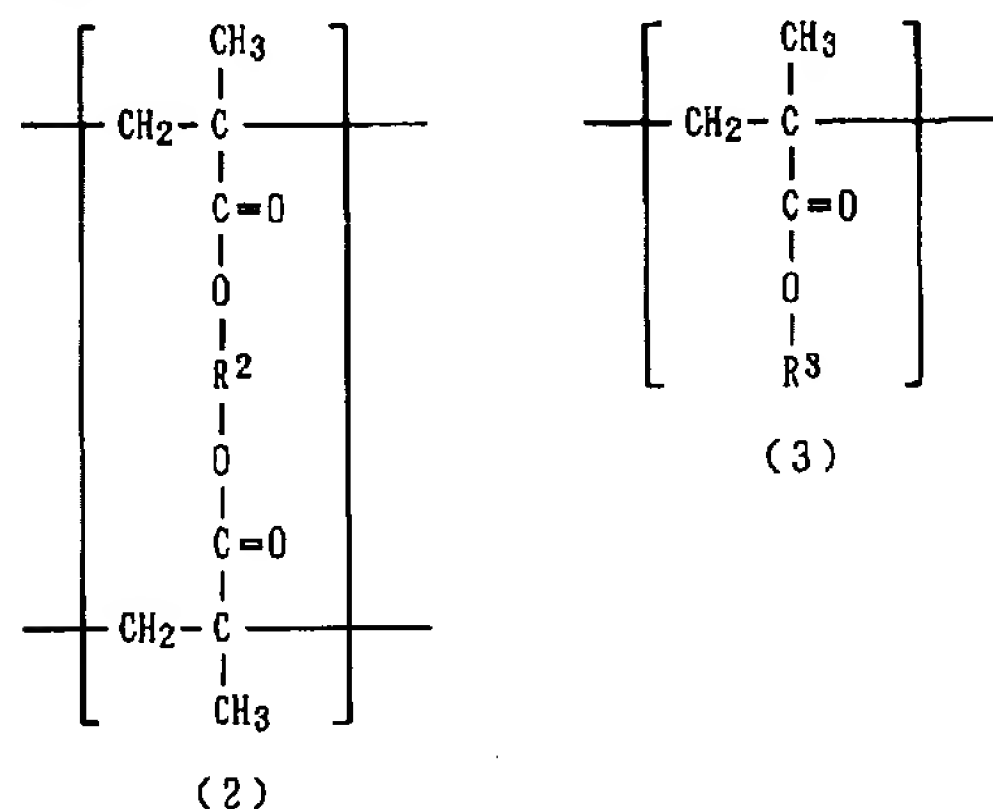 CH3
CH2-C
C=O
O
R2
O
C=O
CH2-C
CH3
(2)
CH3
CH2-C
C=O
O
R3
(3)